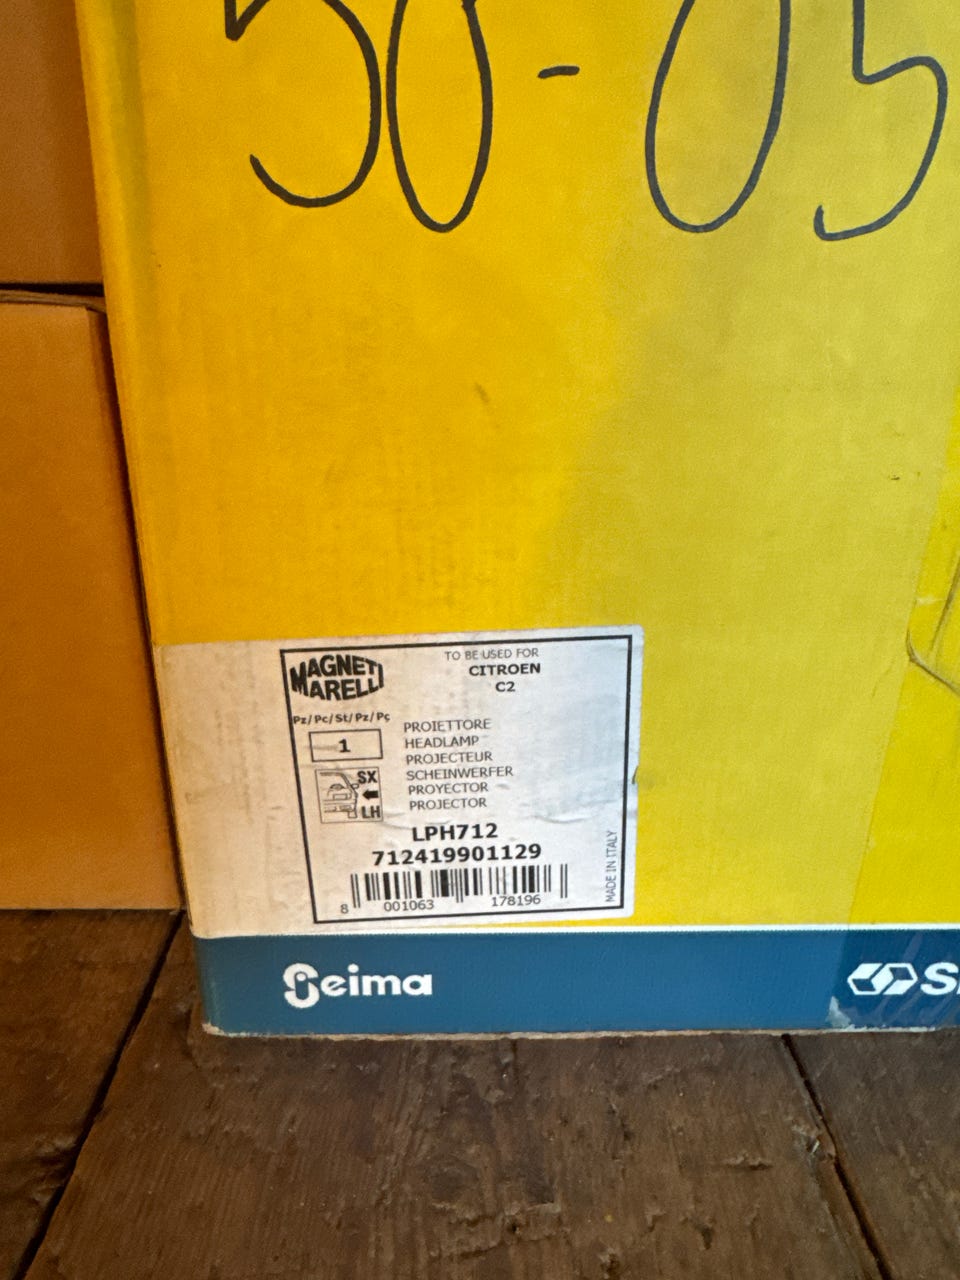 50-05
MAGNETI
MARELLI
TO BE USED FOR
CITROEN
C2
Pz/Pc/St/Pz/Pç
1
SX
LH
PROIETTORE
HEADLAMP
PROJECTEUR
SCHEINWERFER
PROYECTOR
PROJECTOR
LPH712
712419901129
8 001063 178196
MADE IN ITALY
Seima